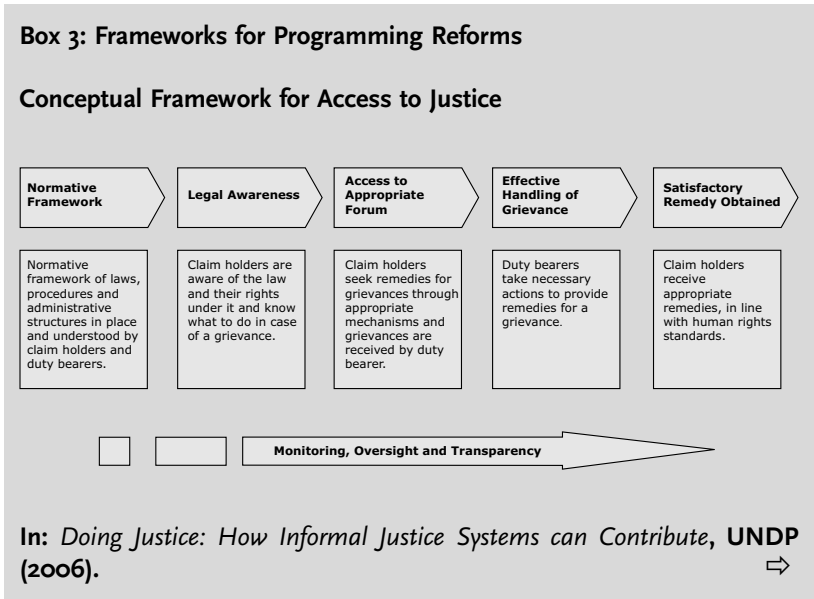 Box 3: Frameworks for Programming Reforms
Conceptual Framework for Access to Justice
Normative
Framework
Legal Awareness
Access to
Appropriate
Forum
Effective
Handling of
Grievance
Satisfactory
Remedy Obtained
Normative
framework of laws,
procedures and
administrative
structures in place
and understood by
claim holders and
duty bearers.
Claim holders are
aware of the law
and their rights
under it and know
what to do in case
of a grievance.
Claim holders
seek remedies for
grievances through
appropriate
mechanisms and
grievances are
received by duty
bearer.
Duty bearers
take necessary
actions to provide
remedies for a
grievance.
Claim holders
receive
appropriate
remedies, in line
with human rights
standards.
Monitoring, Oversight and Transparency
In: Doing Justice: How Informal Justice Systems can Contribute, UNDP
(2006). ⇨